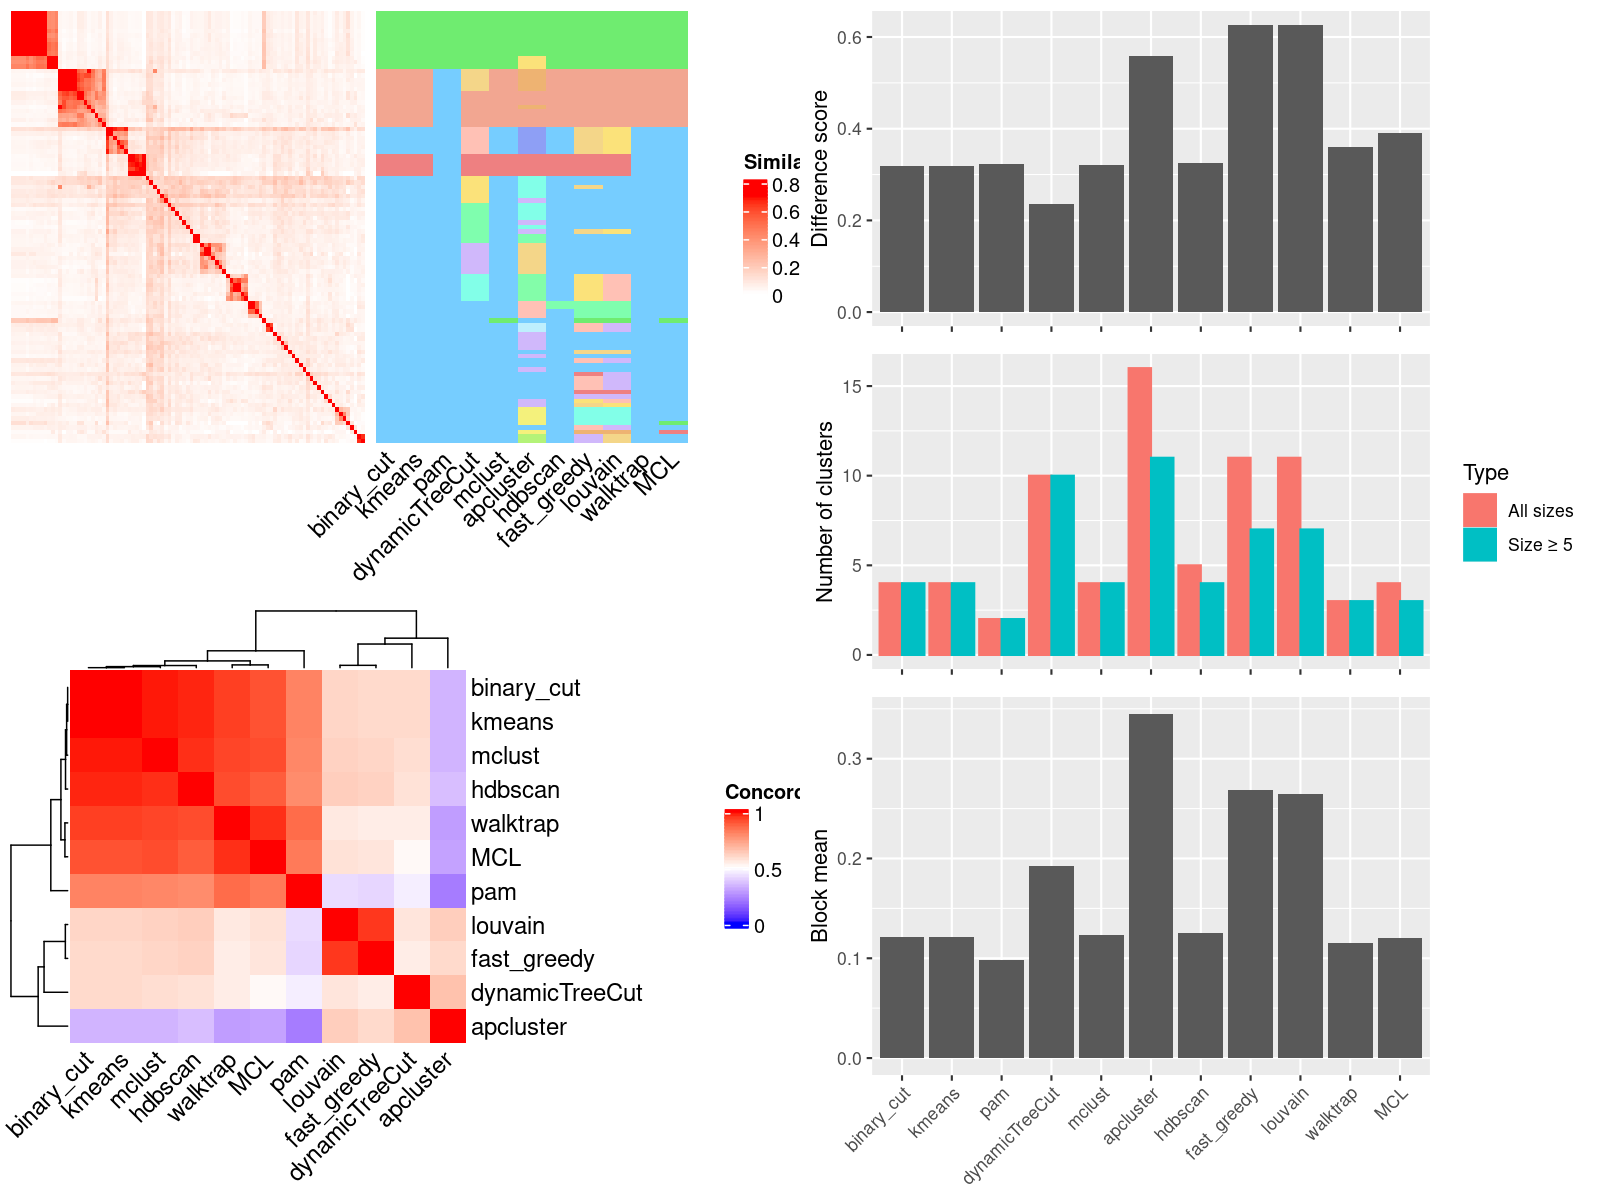 Simila
0.8
0.6
0.4
0.2
0
binary_cut
kmeans
pam
dynamicTreeCut
mclust
apcluster
hdbscan
fast_greedy
louvain
walktrap
MCL
binary_cut
kmeans
mclust
hdbscan
walktrap
MCL
pam
louvain
fast_greedy
dynamicTreeCut
apcluster
binary_cut
kmeans
mclust
hdbscan
walktrap
MCL
pam
louvain
fast_greedy
dynamicTreeCut
apcluster
Concord
1
0.5
0
Difference score
0.6
0.4
0.2
0.0
Number of clusters
15
10
5
0
Type
All sizes
Size ≥ 5
Block mean
0.3
0.2
0.1
0.0
binary_cut
kmeans
pam
dynamicTreeCut
mclust
apcluster
hdbscan
fast_greedy
louvain
walktrap
MCL